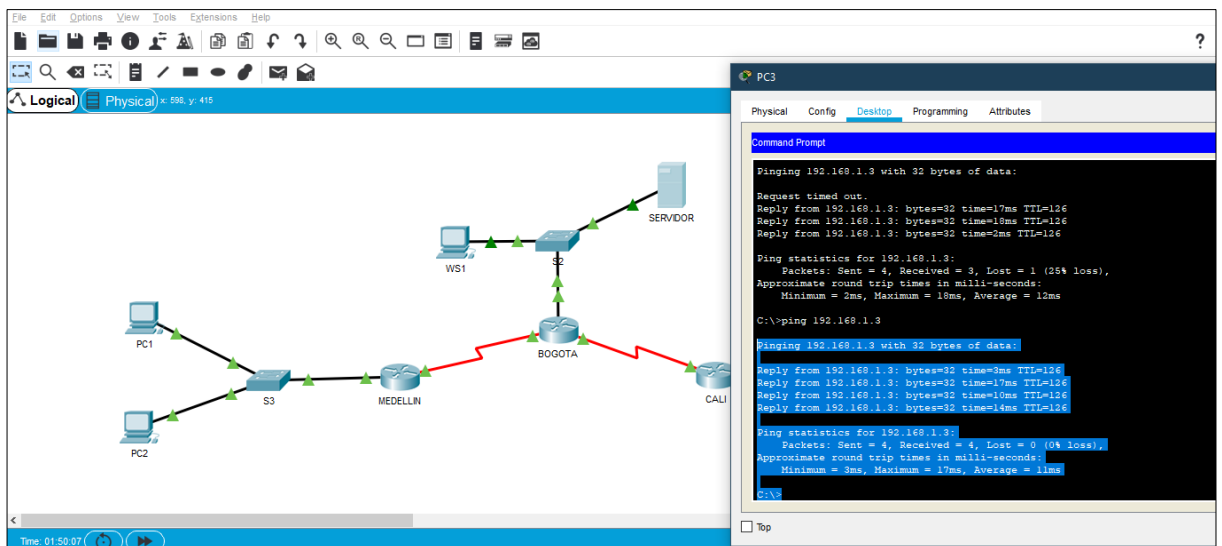 File Edit Options View Tools Extensions Help
?
Logical Physical x: 598, y: 415
SERVIDOR
WS1
S2
PC1
BOGOTA
S3
MEDELLIN
CALI
PC2
Time: 01:50:07
PC3
Physical Config Desktop Programming Attributes
Command Prompt
Pinging 192.168.1.3 with 32 bytes of data:
Request timed out.
Reply from 192.168.1.3: bytes=32 time=17ms TTL=126
Reply from 192.168.1.3: bytes=32 time=18ms TTL=126
Reply from 192.168.1.3: bytes=32 time=2ms TTL=126
Ping statistics for 192.168.1.3:
Packets: Sent = 4, Received = 3, Lost = 1 (25% loss),
Approximate round trip times in milli-seconds:
Minimum = 2ms, Maximum = 18ms, Average = 12ms
C:\>ping 192.168.1.3
Pinging 192.168.1.3 with 32 bytes of data:
Reply from 192.168.1.3: bytes=32 time=3ms TTL=126
Reply from 192.168.1.3: bytes=32 time=17ms TTL=126
Reply from 192.168.1.3: bytes=32 time=10ms TTL=126
Reply from 192.168.1.3: bytes=32 time=14ms TTL=126
Ping statistics for 192.168.1.3:
Packets: Sent = 4, Received = 4, Lost = 0 (0% loss),
Approximate round trip times in milli-seconds:
Minimum = 3ms, Maximum = 17ms, Average = 11ms
C:\>
Top